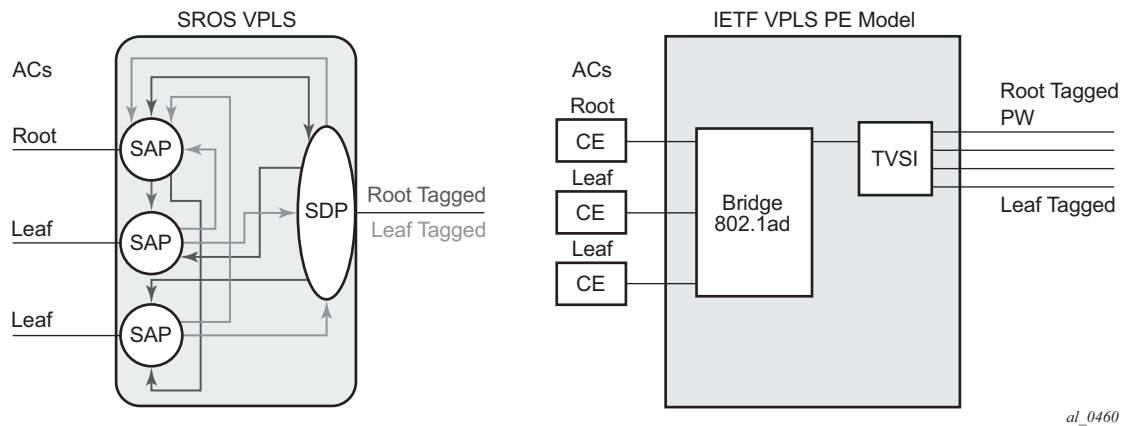 SROS VPLS
ACs
Root
SAP
Leaf
SAP
Leaf
SAP
SDP
Root Tagged
Leaf Tagged
IETF VPLS PE Model
ACs
Root
CE
Leaf
CE
Leaf
CE
Bridge
802.1ad
TVSI
Root Tagged
PW
Leaf Tagged
al_0460